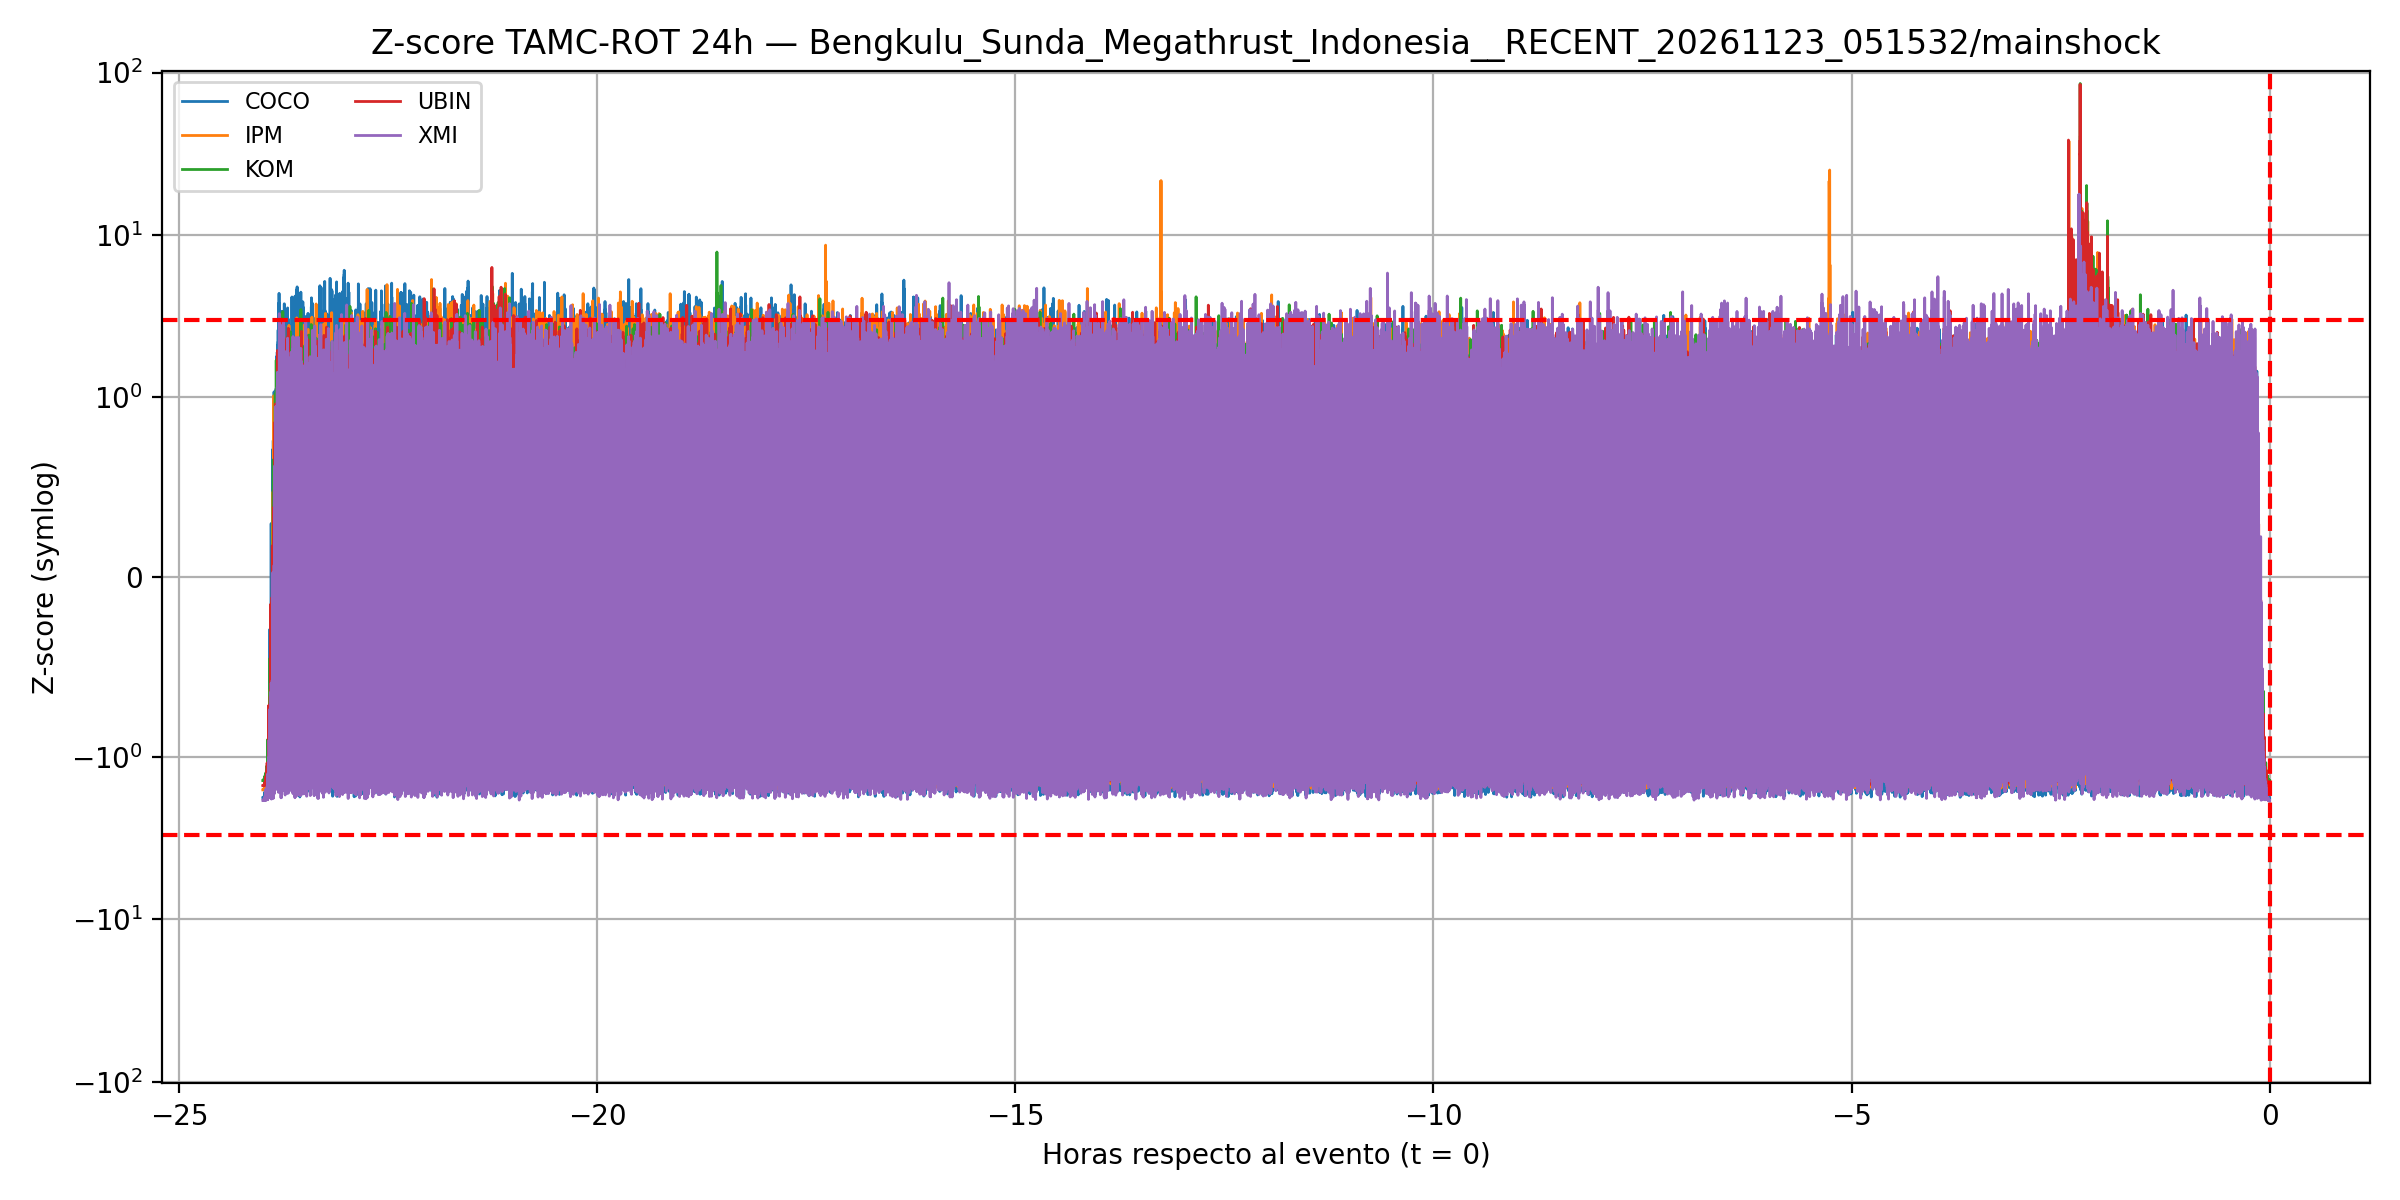 Z-score TAMC-ROT 24h — Bengkulu_Sunda_Megathrust_Indonesia__RECENT_20261123_051532/mainshock
COCO
IPM
KOM
UBIN
XMI
Z-score (symlog)
10²
10¹
10⁰
0
−10⁰
−10¹
−10²
−25
−20
−15
−10
−5
0
Horas respecto al evento (t = 0)